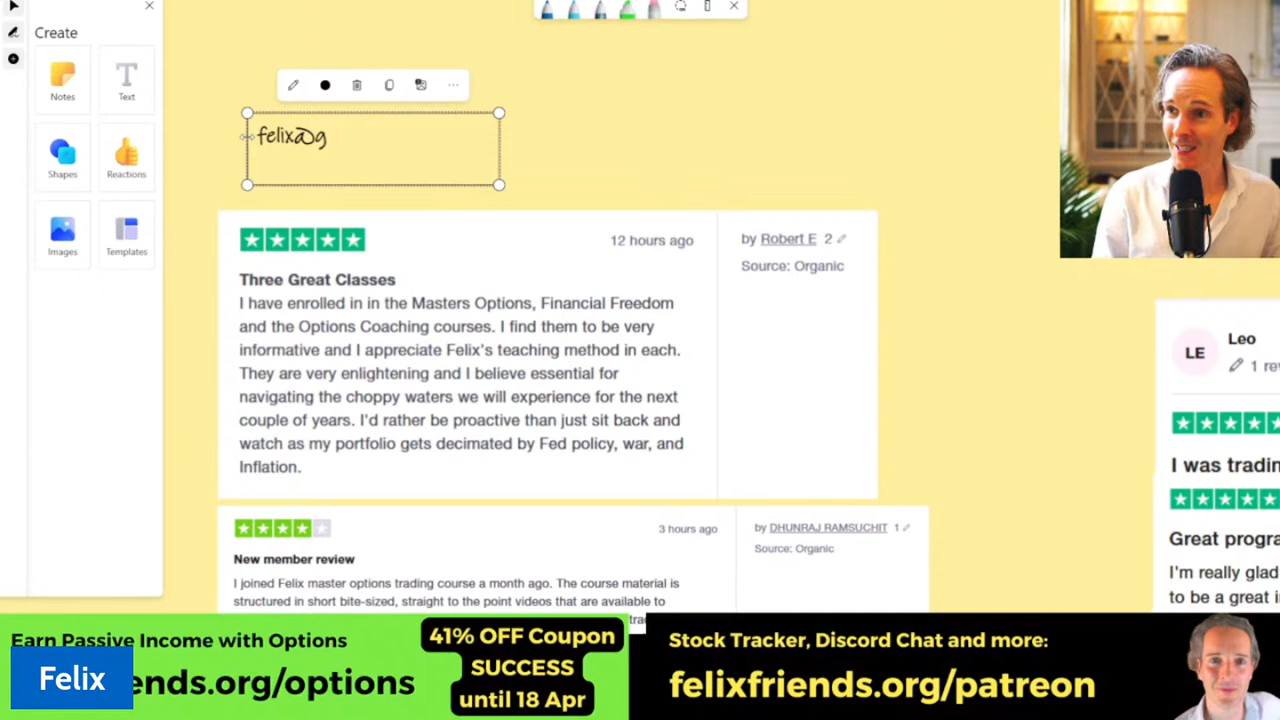 Create
Notes
Text
Shapes
Reactions
Images
Templates
felix@g
12 hours ago
Three Great Classes
I have enrolled in in the Masters Options, Financial Freedom
and the Options Coaching courses. I find them to be very
informative and I appreciate Felix's teaching method in each.
They are very enlightening and I believe essential for
navigating the choppy waters we will experience for the next
couple of years. I'd rather be proactive than just sit back and
watch as my portfolio gets decimated by Fed policy, war, and
Inflation.
by Robert E 2
Source: Organic
3 hours ago
New member review
I joined Felix master options trading course a month ago. The course material is
structured in short bite-sized, straight to the point videos that are available to
by DHUNRAJ RAMSUCHIT 1
Source: Organic
LE
Leo
1 re
I was tradin
Great progra
I'm really glad
to be a great i
Earn Passive Income with Options
Felix
ends.org/options
41% OFF Coupon
SUCCESS
until 18 Apr
Stock Tracker, Discord Chat and more:
felixfriends.org/patreon